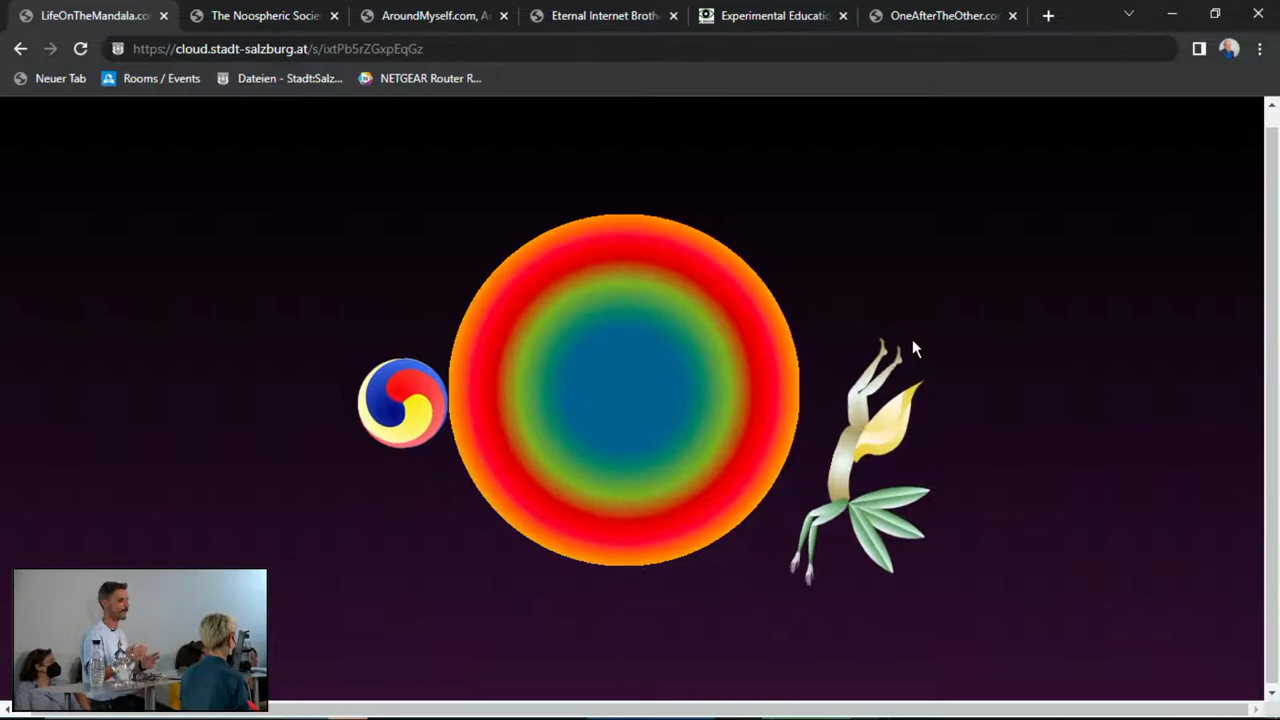 LifeOnTheMandala.co
The Noospheric Socie
AroundMyself.com, A
Eternal Internet Broth
Experimental Educatio
OneAfterTheOther.co
https://cloud.stadt-salzburg.at/s/ixtPb5rZGxpEqGz
Neuer Tab
Rooms / Events
Dateien - Stadt:Salz...
NETGEAR Router R...